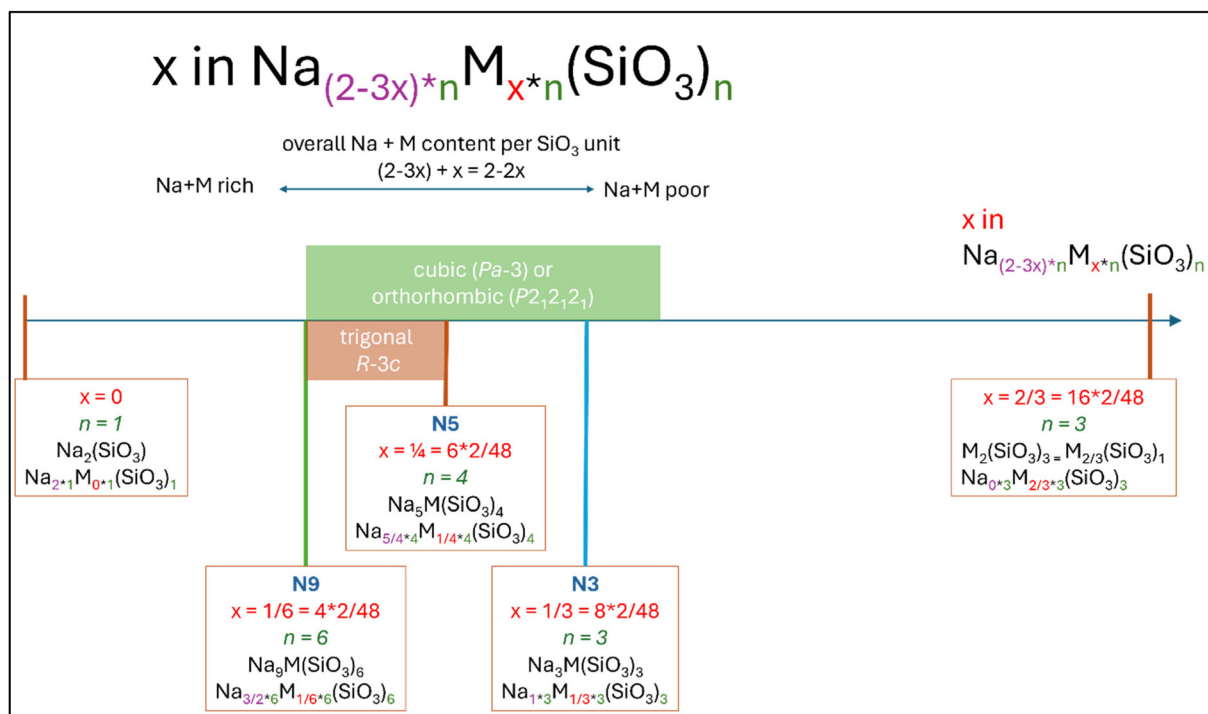 x in Na(2-3x)*nMx*n(SiO3)n
overall Na + M content per SiO3 unit
(2-3x) + x = 2-2x
Na+M rich
Na+M poor
x in
Na(2-3x)*nMx*n(SiO3)n
cubic (Pa-3) or
orthorhombic (P212121)
trigonal
R-3c
x = 0
n = 1
Na2(SiO3)
Na2*1M0*1(SiO3)1
N5
x = ¼ = 6*2/48
n = 4
Na5M(SiO3)4
Na5/4*4M1/4*4(SiO3)4
x = 2/3 = 16*2/48
n = 3
M2(SiO3)3 = M2/3(SiO3)1
Na0*3M2/3*3(SiO3)3
N9
x = 1/6 = 4*2/48
n = 6
Na9M(SiO3)6
Na3/2*6M1/6*6(SiO3)6
N3
x = 1/3 = 8*2/48
n = 3
Na3M(SiO3)3
Na1*3M1/3*3(SiO3)3